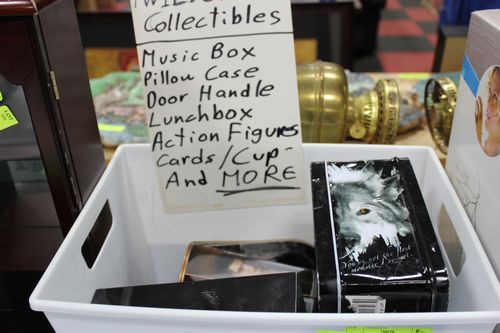 Collectibles
Music Box
Pillow Case
Door Handle
Lunchbox
Action Figures
Cards/Cup
And MORE